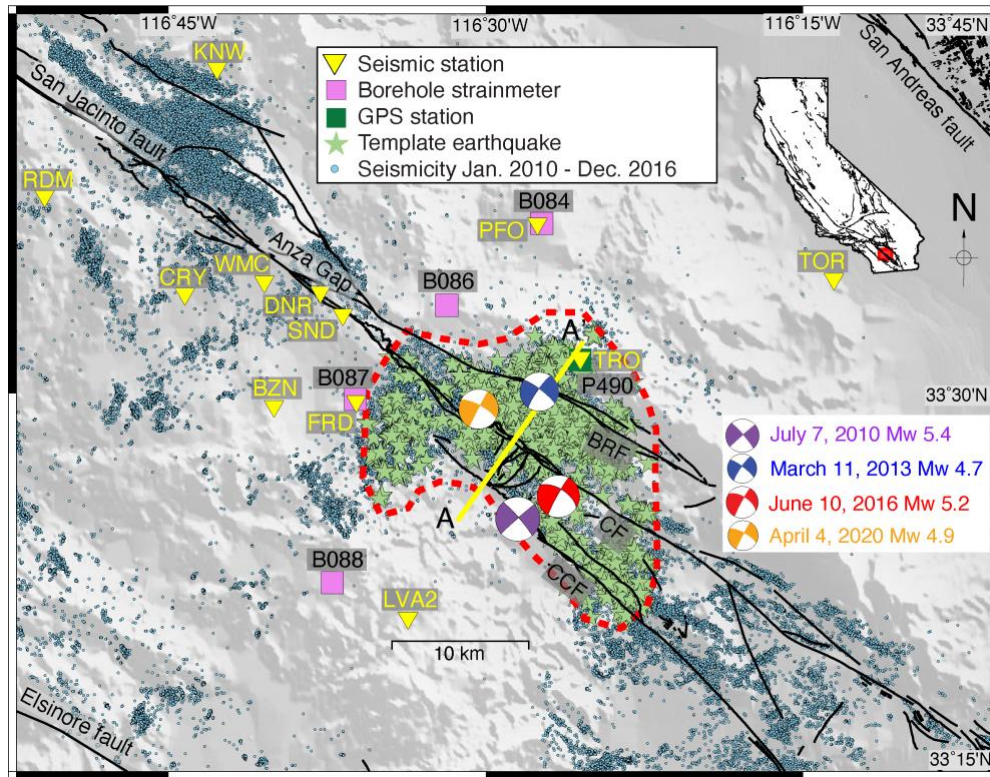 116°45'W
116°30'W
116°15'W
33°45'N
KNW
San Jacinto fault
Seismic station
Borehole strainmeter
GPS station
Template earthquake
Seismicity Jan. 2010 - Dec. 2016
San Andreas fault
N
RDM
B084
PFO
Anza Gap
WMC
CRY
DNR
SND
B086
TOR
A'
TRO
P490
33°30'N
B087
BZN
FRD
BRF
July 7, 2010 Mw 5.4
March 11, 2013 Mw 4.7
June 10, 2016 Mw 5.2
April 4, 2020 Mw 4.9
A
CF
CCF
B088
LVA2
10 km
Elsinore fault
33°15'N